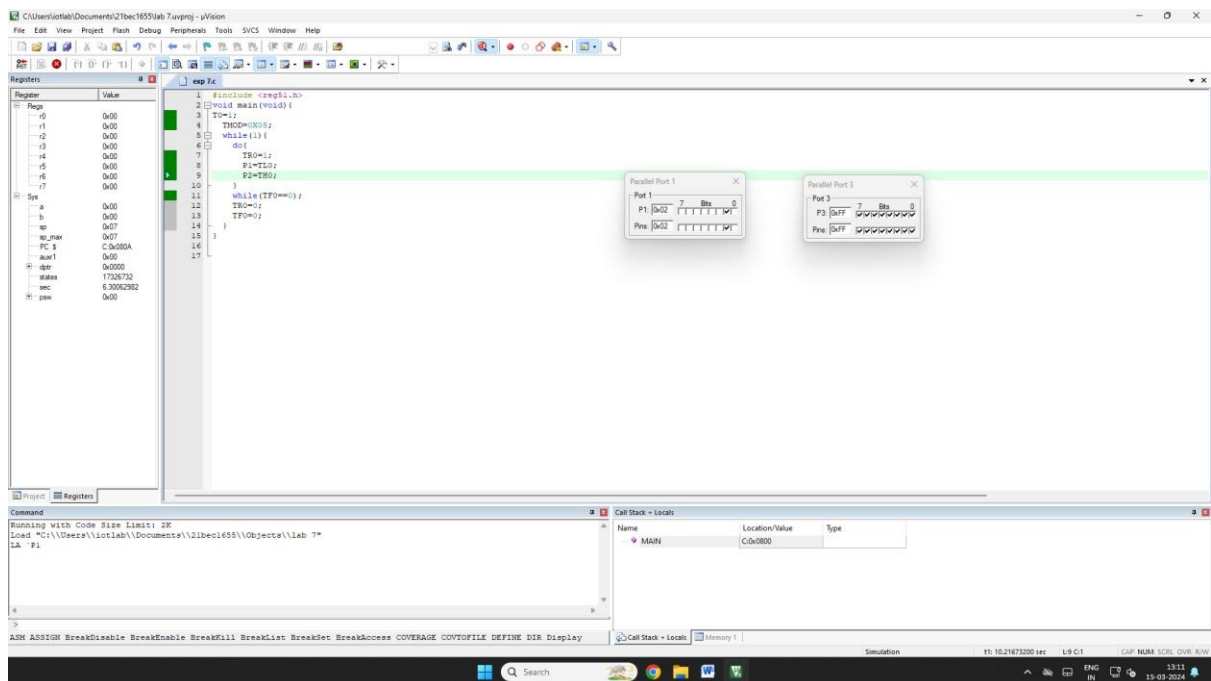 C:\Users\iotlab\Documents\21bec1655\lab 7.uvproj - µVision
File Edit View Project Flash Debug Peripherals Tools SVCS Window Help
Registers
exp 7.c
Register Value
Regs
r0 0x00
r1 0x00
r2 0x00
r3 0x00
r4 0x00
r5 0x00
r6 0x00
r7 0x00
Sys
a 0x00
b 0x00
sp 0x07
sp_max 0x07
PC $ C:0x080A
auxr1 0x00
dptr 0x0000
states 17326732
sec 6.30062982
psw 0x00
1 #include <reg51.h>
2 void main(void){
3 T0=1;
4 TMOD=0X05;
5 while(1){
6 do{
7 TR0=1;
8 P1=TL0;
9 P2=TH0;
10 }
11 while(TF0==0);
12 TR0=0;
13 TF0=0;
14 }
15 }
16
17
Parallel Port 1
Port 1
7 Bits 0
P1: 0x02
Pins: 0x02
Parallel Port 3
Port 3
7 Bits 0
P3: 0xFF
Pins: 0xFF
Project Registers
Command
Running with Code Size Limit: 2K
Load "C:\\Users\\iotlab\\Documents\\21bec1655\\Objects\\lab 7"
LA `P1
>
ASM ASSIGN BreakDisable BreakEnable BreakKill BreakList BreakSet BreakAccess COVERAGE COVTOFILE DEFINE DIR Display
Call Stack + Locals
Name Location/Value Type
MAIN C:0x0800
Call Stack + Locals Memory 1
Simulation t1: 10.21673200 sec L:9 C:1 CAP NUM SCRL OVR R/W
Search
ENG
IN
13:11
15-03-2024